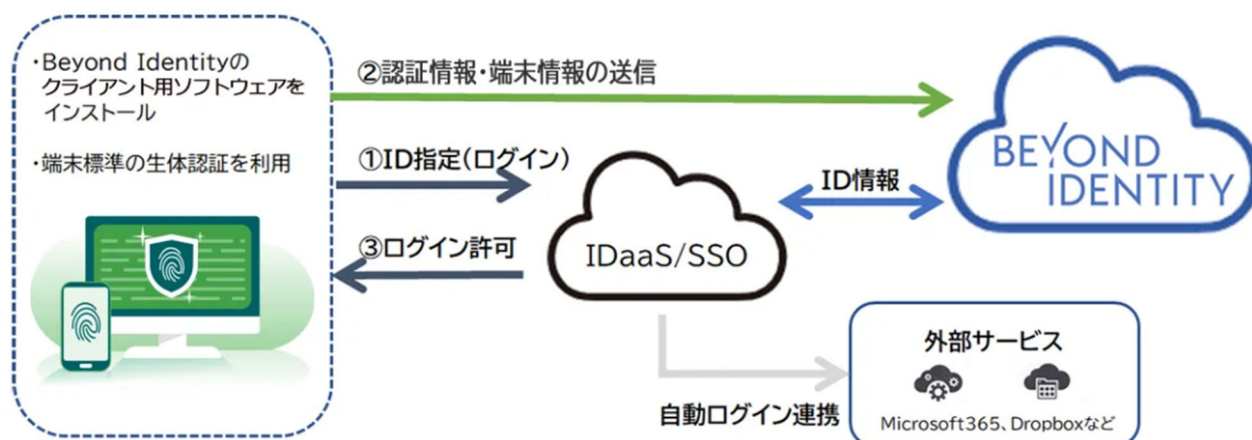 ・Beyond Identityの
クライアント用ソフトウェアを
インストール
・端末標準の生体認証を利用
②認証情報・端末情報の送信
①ID指定(ログイン)
③ログイン許可
IDaaS/SSO
ID情報
BEYOND
IDENTITY
自動ログイン連携
外部サービス
Microsoft365、Dropboxなど